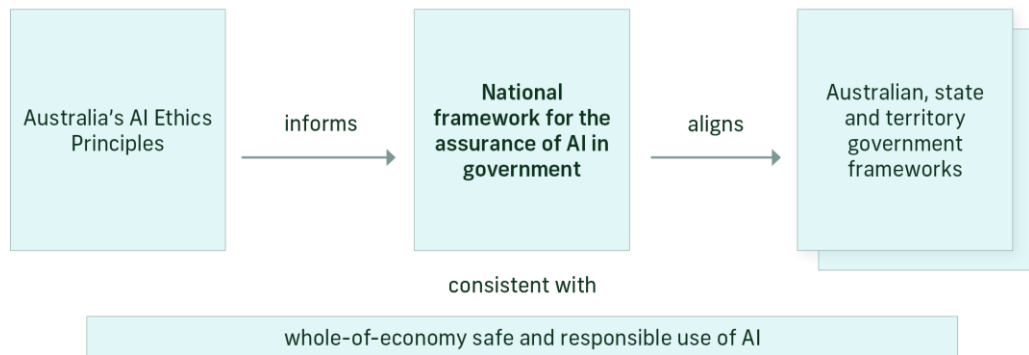 Australia's AI Ethics
Principles
informs
National
framework for the
assurance of AI in
government
aligns
Australian, state
and territory
government
frameworks
consistent with
whole-of-economy safe and responsible use of AI